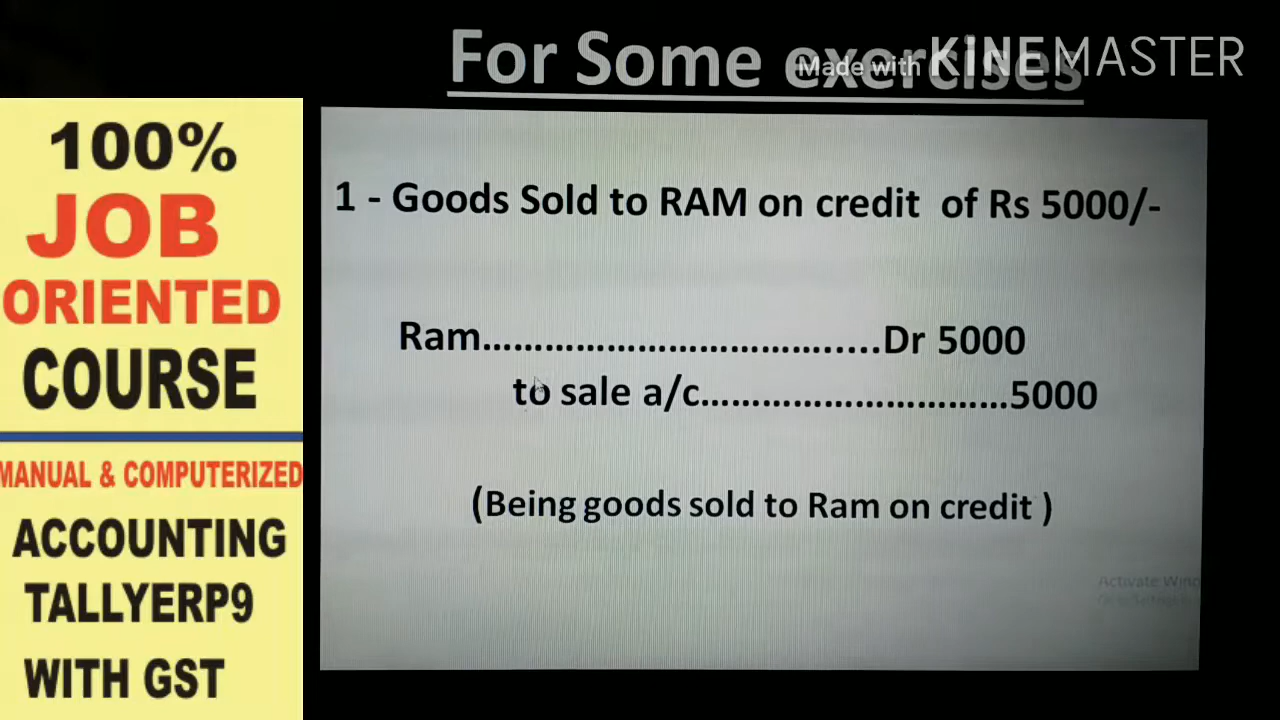 For Some exercises
Made with KINEMASTER
100%
JOB
ORIENTED
COURSE
MANUAL & COMPUTERIZED
ACCOUNTING
TALLYERP9
WITH GST
1 - Goods Sold to RAM on credit of Rs 5000/-
Ram......................................Dr 5000
to sale a/c..............................5000
(Being goods sold to Ram on credit )